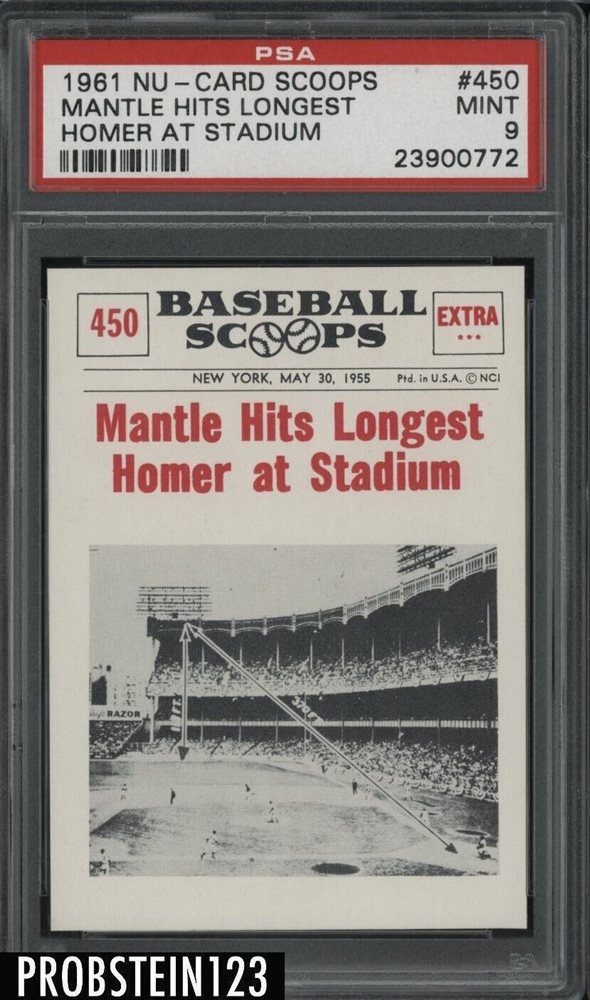 PSA
1961 NU-CARD SCOOPS #450
MANTLE HITS LONGEST MINT
HOMER AT STADIUM 9
23900772
450 BASEBALL SCOOPS EXTRA
NEW YORK, MAY 30, 1955 Ptd. in U.S.A. © NCI
Mantle Hits Longest
Homer at Stadium
RAZOR
PROBSTEIN123